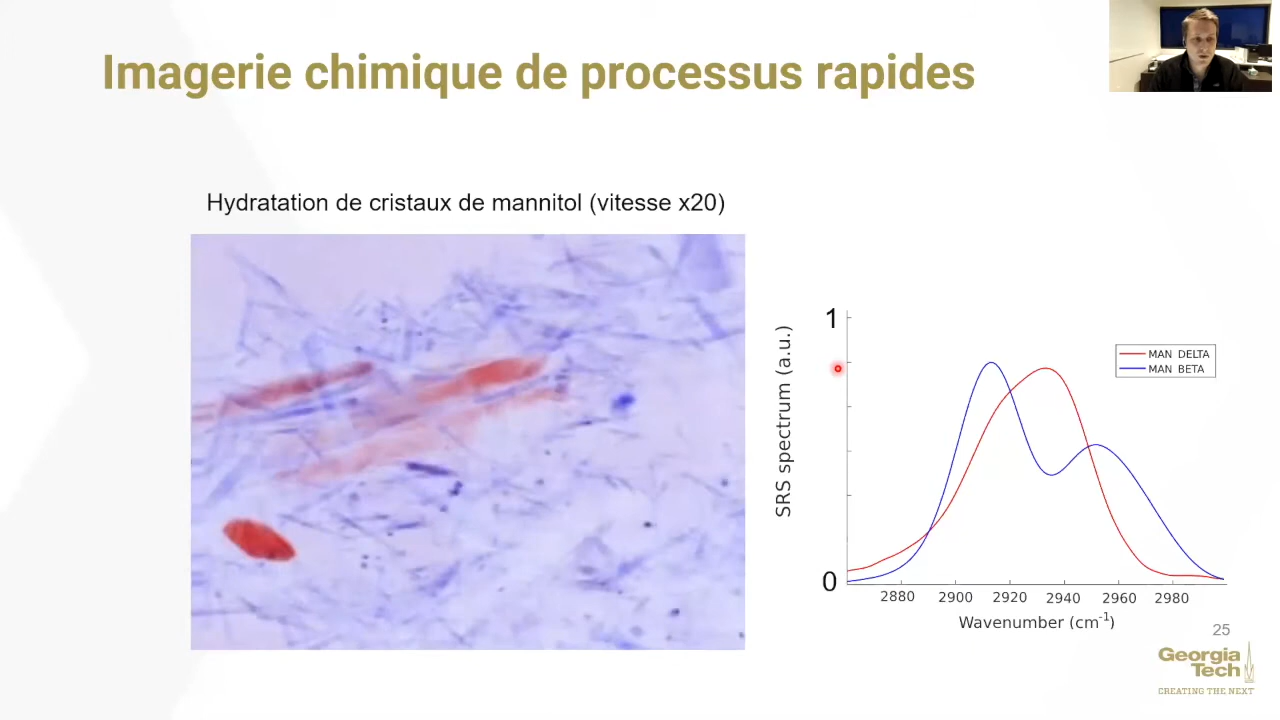 Imagerie chimique de processus rapides
Hydratation de cristaux de mannitol (vitesse x20)
SRS spectrum (a.u.)
1
0
MAN DELTA
MAN BETA
2880 2900 2920 2940 2960 2980
Wavenumber (cm-1)
25
Georgia
Tech
CREATING THE NEXT